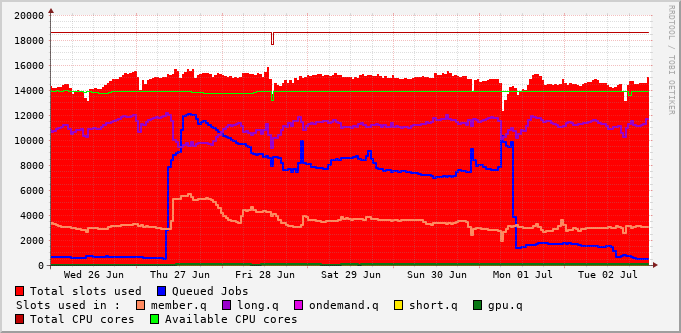 20000
18000
16000
14000
12000
10000
8000
6000
4000
2000
0
Wed 26 Jun Thu 27 Jun Fri 28 Jun Sat 29 Jun Sun 30 Jun Mon 01 Jul Tue 02 Jul
Total slots used Queued Jobs
Slots used in : member.q long.q ondemand.q short.q gpu.q
Total CPU cores Available CPU cores
RRDTOOL / TOBI OETIKER